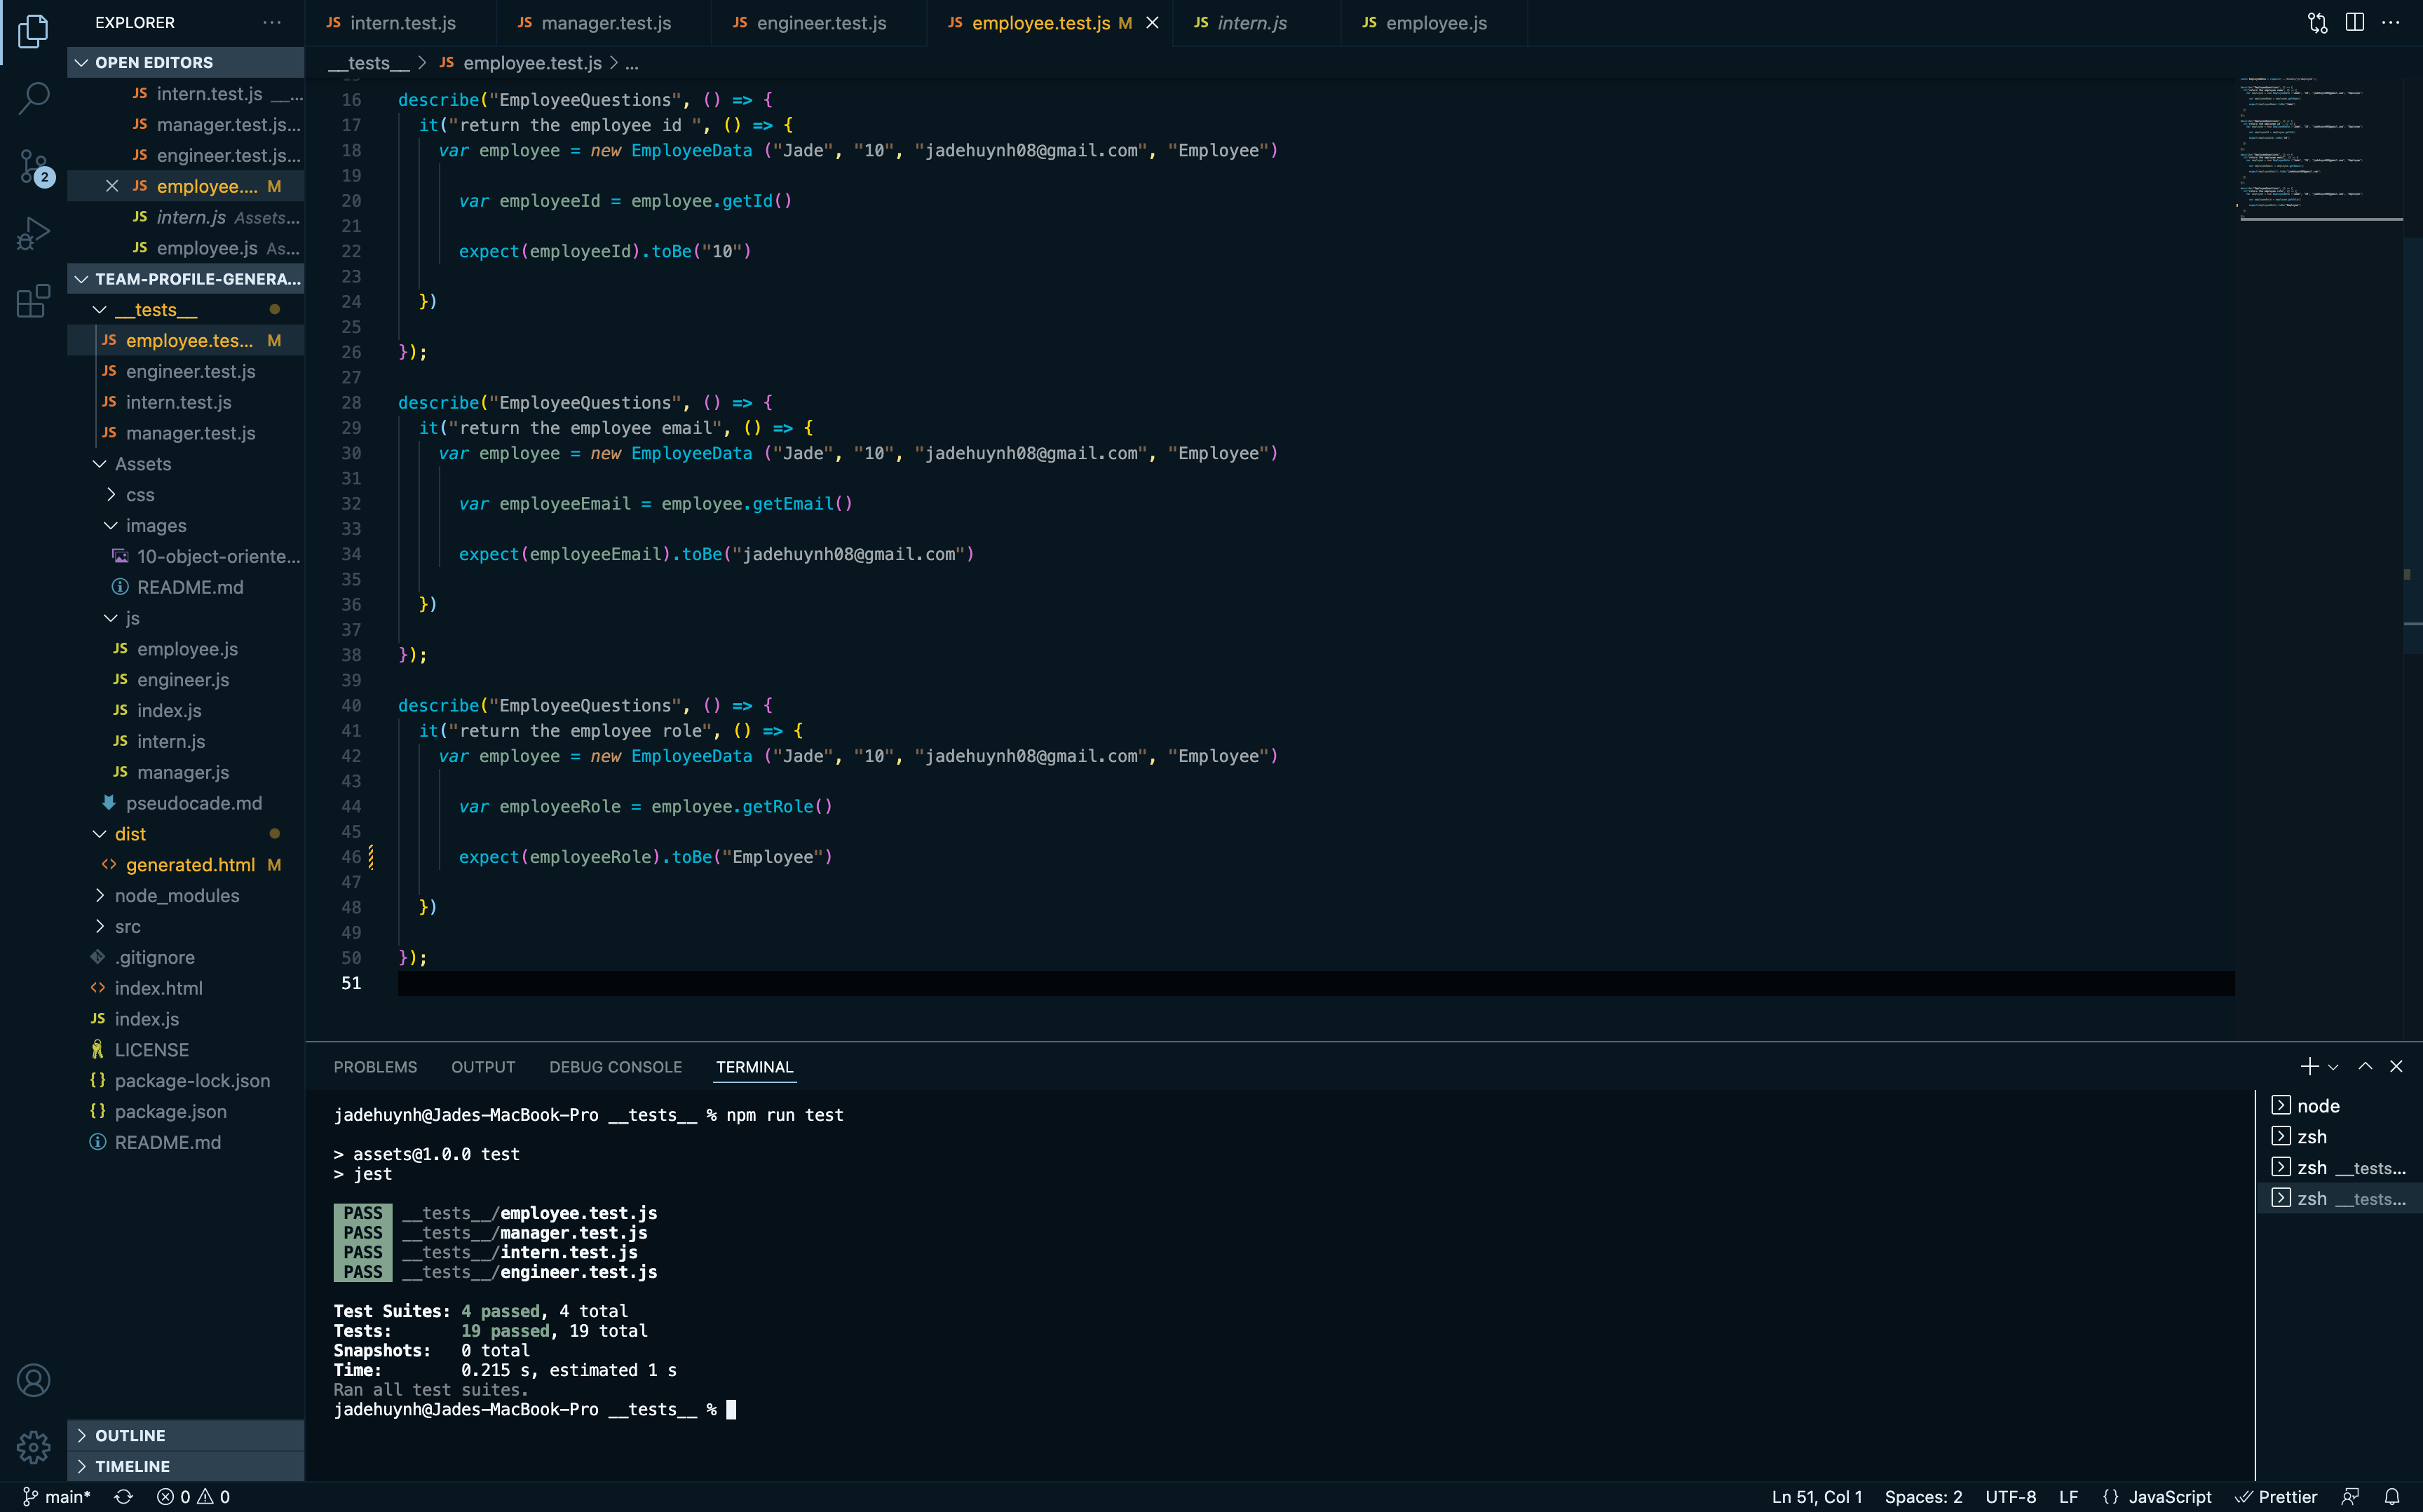 EXPLORER
OPEN EDITORS
JS intern.test.js __...
JS manager.test.js...
JS engineer.test.js...
JS employee.... M
JS intern.js Assets...
JS employee.js As...
TEAM-PROFILE-GENERA...
__tests__
JS employee.tes... M
JS engineer.test.js
JS intern.test.js
JS manager.test.js
Assets
css
images
10-object-oriente...
README.md
js
JS employee.js
JS engineer.js
JS index.js
JS intern.js
JS manager.js
pseudocade.md
dist
<> generated.html M
node_modules
src
.gitignore
<> index.html
JS index.js
LICENSE
{} package-lock.json
{} package.json
README.md
OUTLINE
TIMELINE
2
JS intern.test.js JS manager.test.js JS engineer.test.js JS employee.test.js M JS intern.js JS employee.js
__tests__ > JS employee.test.js > ...
16 describe("EmployeeQuestions", () => {
17 it("return the employee id ", () => {
18 var employee = new EmployeeData ("Jade", "10", "jadehuynh08@gmail.com", "Employee")
19
20 var employeeId = employee.getId()
21
22 expect(employeeId).toBe("10")
23
24 })
25
26 });
27
28 describe("EmployeeQuestions", () => {
29 it("return the employee email", () => {
30 var employee = new EmployeeData ("Jade", "10", "jadehuynh08@gmail.com", "Employee")
31
32 var employeeEmail = employee.getEmail()
33
34 expect(employeeEmail).toBe("jadehuynh08@gmail.com")
35
36 })
37
38 });
39
40 describe("EmployeeQuestions", () => {
41 it("return the employee role", () => {
42 var employee = new EmployeeData ("Jade", "10", "jadehuynh08@gmail.com", "Employee")
43
44 var employeeRole = employee.getRole()
45
46 expect(employeeRole).toBe("Employee")
47
48 })
49
50 });
51
PROBLEMS OUTPUT DEBUG CONSOLE TERMINAL
jadehuynh@Jades-MacBook-Pro __tests__ % npm run test
> assets@1.0.0 test
> jest
PASS __tests__/employee.test.js
PASS __tests__/manager.test.js
PASS __tests__/intern.test.js
PASS __tests__/engineer.test.js
Test Suites: 4 passed, 4 total
Tests: 19 passed, 19 total
Snapshots: 0 total
Time: 0.215 s, estimated 1 s
Ran all test suites.
jadehuynh@Jades-MacBook-Pro __tests__ %
node
zsh
zsh __tests...
zsh __tests...
main* 0 0 Ln 51, Col 1 Spaces: 2 UTF-8 LF {} JavaScript Prettier